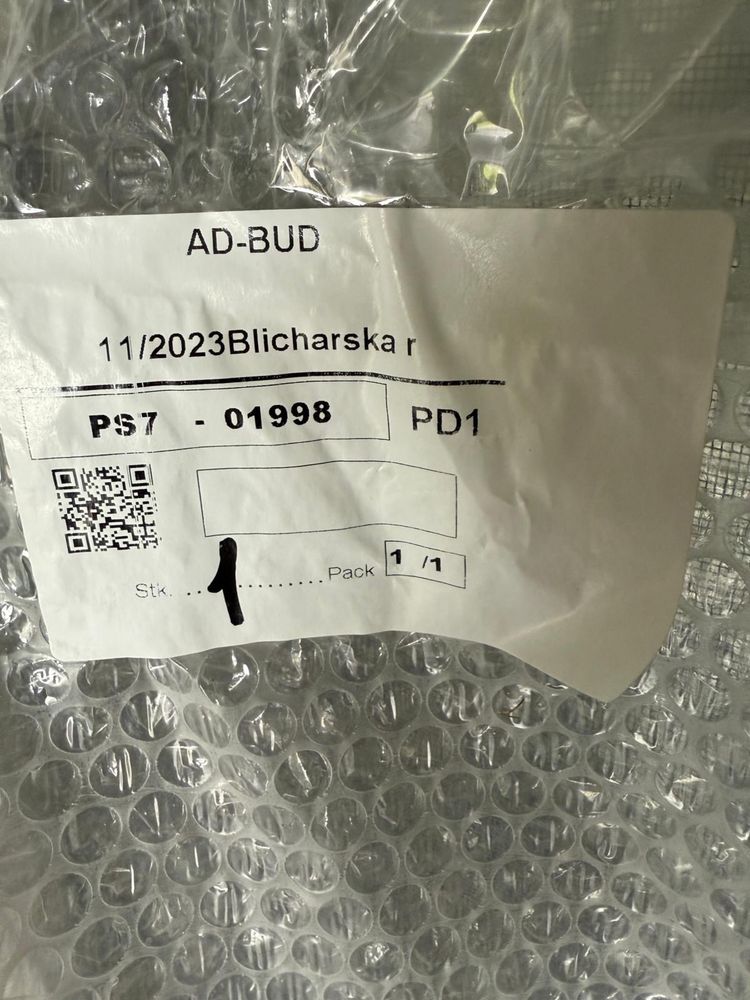 AD-BUD
11/2023Blicharska r
PS7 - 01998 PD1
Stk. ..1.......... Pack 1 /1